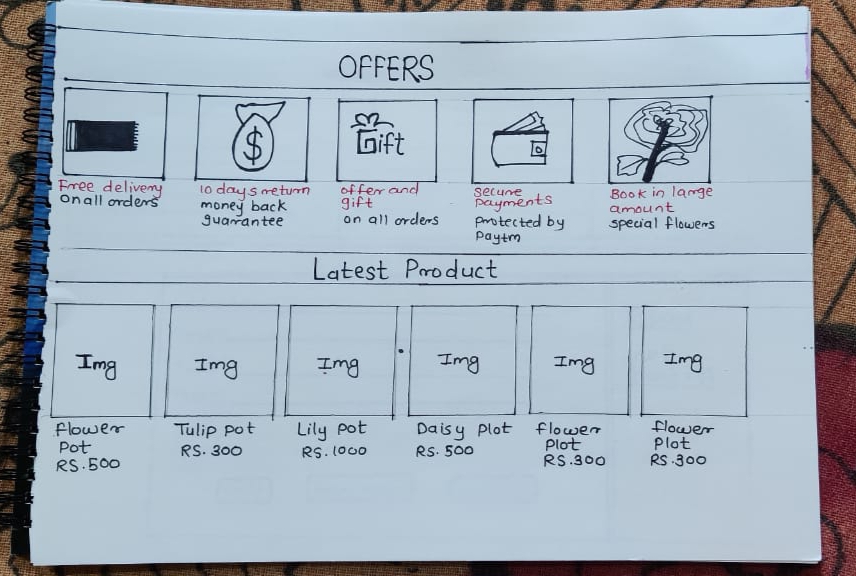 OFFERS
$
Gift
Free delivery
On all orders
10 days return
money back
guarantee
offer and
gift
on all orders
secure
payments
protected by
Paytm
Book in large
amount
special flowers
Latest Product
Img
Img
Img
Img
Img
Img
flower
Pot
RS.500
Tulip pot
RS.300
Lily pot
RS.1000
Daisy plot
RS.500
flower
Plot
RS.300
flower
Plot
RS.300